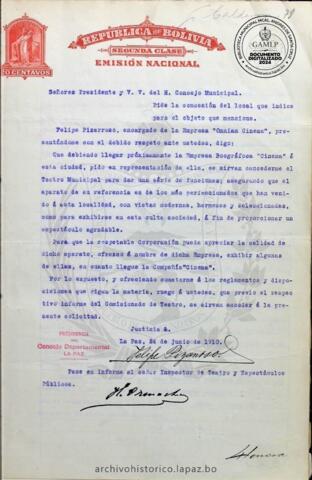 REPUBLICA DE BOLIVIA
SEGUNDA CLASE
EMISIÓN NACIONAL
20 CENTAVOS
GAMLP
DOCUMENTO
DIGITALIZADO
2024
Señores Presidente y V. V. del H. Concejo Municipal.
Pide la concesión del local que indica
para el objeto que menciona.
Felipe Pizarroso, encargado de la Empresa "Omnium Cinema", pre-
sentándome con el debido respeto ante ustedes, digo:
Que debiendo llegar próximamente la Empresa Boográfica "Cinema" á
esta ciudad, pido en representación de ella, se sirvan concederme el
Teatro Municipal para dar una série de funciones; asegurando que el
aparato de su referencia es de los más perfeccionados que han veni-
do á esta localidad, con vistas modernas, hermosas y seleccionadas,
como para exhibirse en esta culta sociedad, á fin de proporcionar un
espectáculo agradable.
Para que la respetable Corporación pueda apreciar la calidad de
dicho aparato, ofrezco á nombre de dicha Empresa, exhibir algunas
de ellas, en cuanto llegue la Compañía "Cinema".
Por lo expuesto, y ofreciendo someterme á los reglamentos y dispo-
siciones que rigen la materia, ruego á ustedes, que previo el respec
tivo informe del Comisionado de Teatro, se sirvan acceder á la pre-
sente solicitud.
Justicia &.
La Paz, 24 de junio de 1910.
PRESIDENCIA
DEL
Concejo Departamental
LA PAZ
Felipe Pizarroso
Pase en informe al señor Inspector de Teatro y Espectáculos
Públicos.
archivohistorico.lapaz.bo